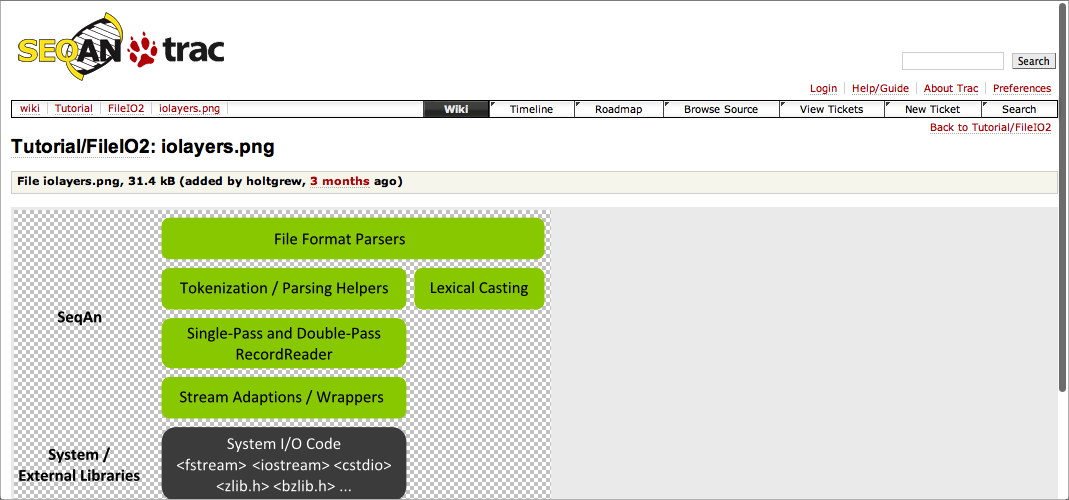 SEQAN trac
Search
Login Help/Guide About Trac Preferences
wiki Tutorial FileIO2 iolayers.png Wiki Timeline Roadmap Browse Source View Tickets New Ticket Search
Back to Tutorial/FileIO2
Tutorial/FileIO2: iolayers.png
File iolayers.png, 31.4 kB (added by holtgrew, 3 months ago)
File Format Parsers
Tokenization / Parsing Helpers Lexical Casting
SeqAn
Single-Pass and Double-Pass
RecordReader
Stream Adaptions / Wrappers
System /
External Libraries
System I/O Code
<fstream> <iostream> <cstdio>
<zlib.h> <bzlib.h> ...